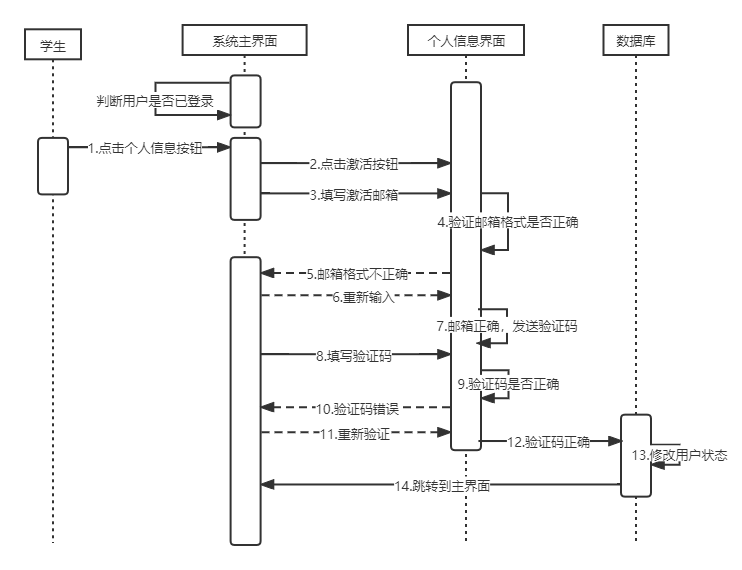 学生
系统主界面
个人信息界面
数据库
判断用户是否已登录
1.点击个人信息按钮
2.点击激活按钮
3.填写激活邮箱
4.验证邮箱格式是否正确
5.邮箱格式不正确
6.重新输入
7.邮箱正确，发送验证码
8.填写验证码
9.验证码是否正确
10.验证码错误
11.重新验证
12.验证码正确
13.修改用户状态
14.跳转到主界面